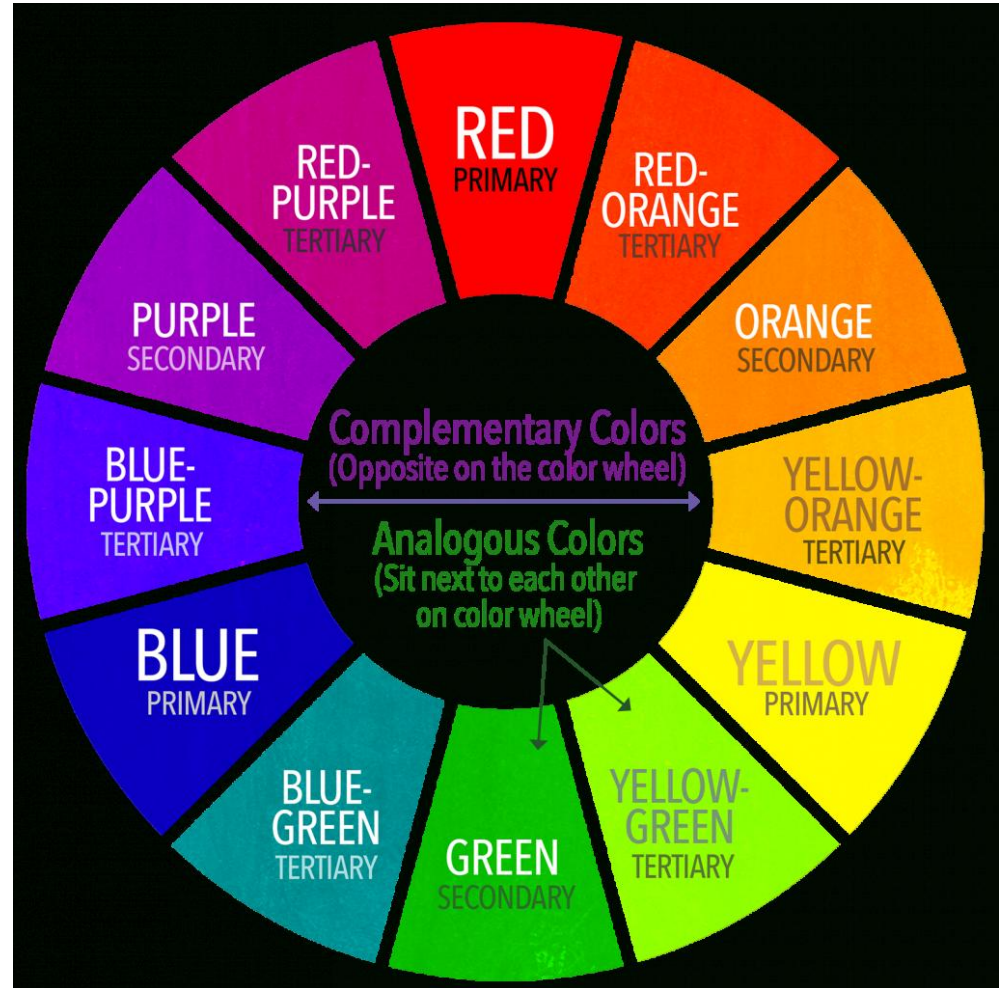 RED
PRIMARY
RED-
ORANGE
TERTIARY
ORANGE
SECONDARY
YELLOW-
ORANGE
TERTIARY
YELLOW
PRIMARY
YELLOW-
GREEN
TERTIARY
GREEN
SECONDARY
BLUE-
GREEN
TERTIARY
BLUE
PRIMARY
BLUE-
PURPLE
TERTIARY
PURPLE
SECONDARY
RED-
PURPLE
TERTIARY
Complementary Colors
(Opposite on the color wheel)
Analogous Colors
(Sit next to each other
on color wheel)